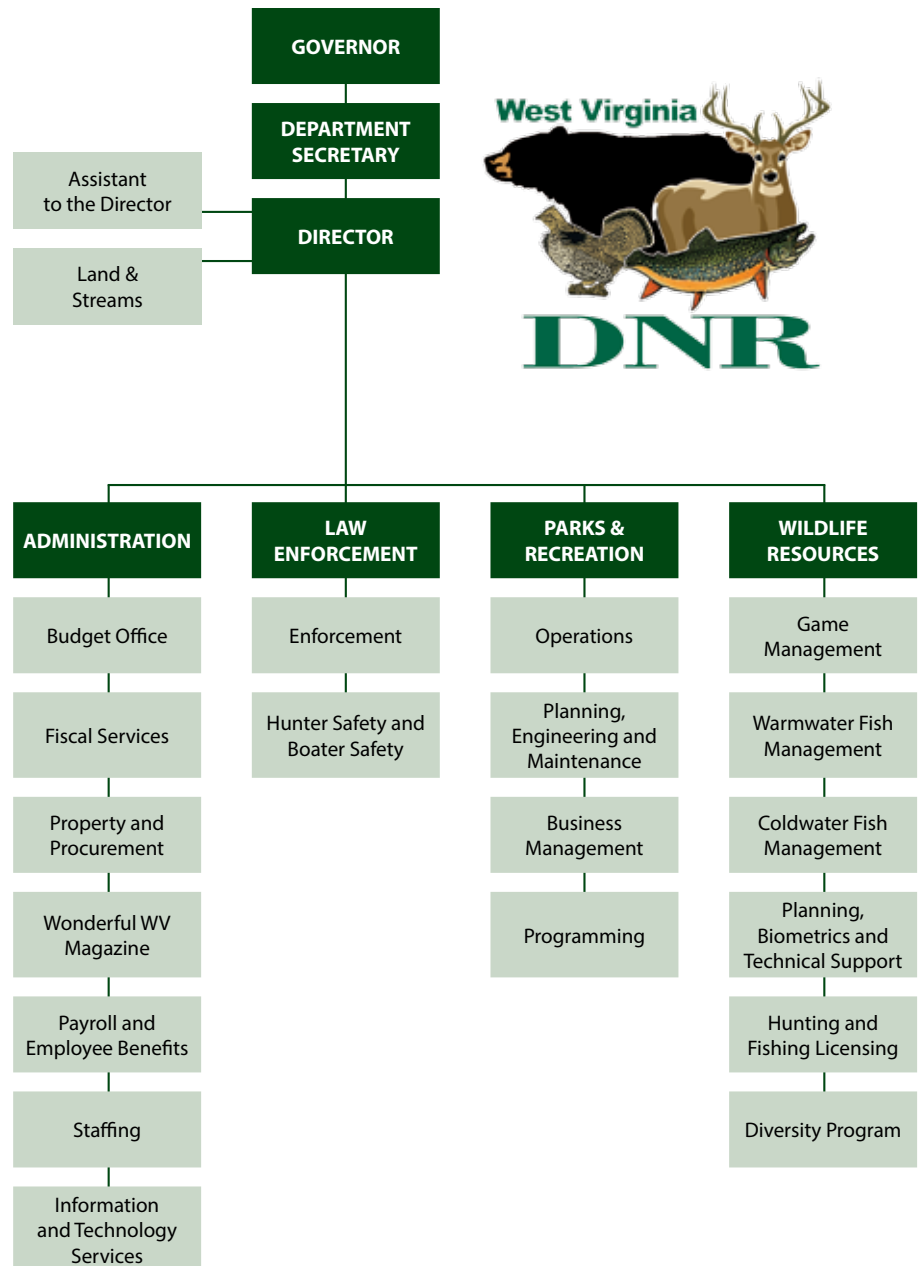 GOVERNOR
DEPARTMENT
SECRETARY
Assistant
to the Director
DIRECTOR
Land &
Streams
West Virginia
DNR
ADMINISTRATION
Budget Office
Fiscal Services
Property and
Procurement
Wonderful WV
Magazine
Payroll and
Employee Benefits
Staffing
Information
and Technology
Services
LAW
ENFORCEMENT
Enforcement
Hunter Safety and
Boater Safety
PARKS &
RECREATION
Operations
Planning,
Engineering and
Maintenance
Business
Management
Programming
WILDLIFE
RESOURCES
Game
Management
Warmwater Fish
Management
Coldwater Fish
Management
Planning,
Biometrics and
Technical Support
Hunting and
Fishing Licensing
Diversity Program